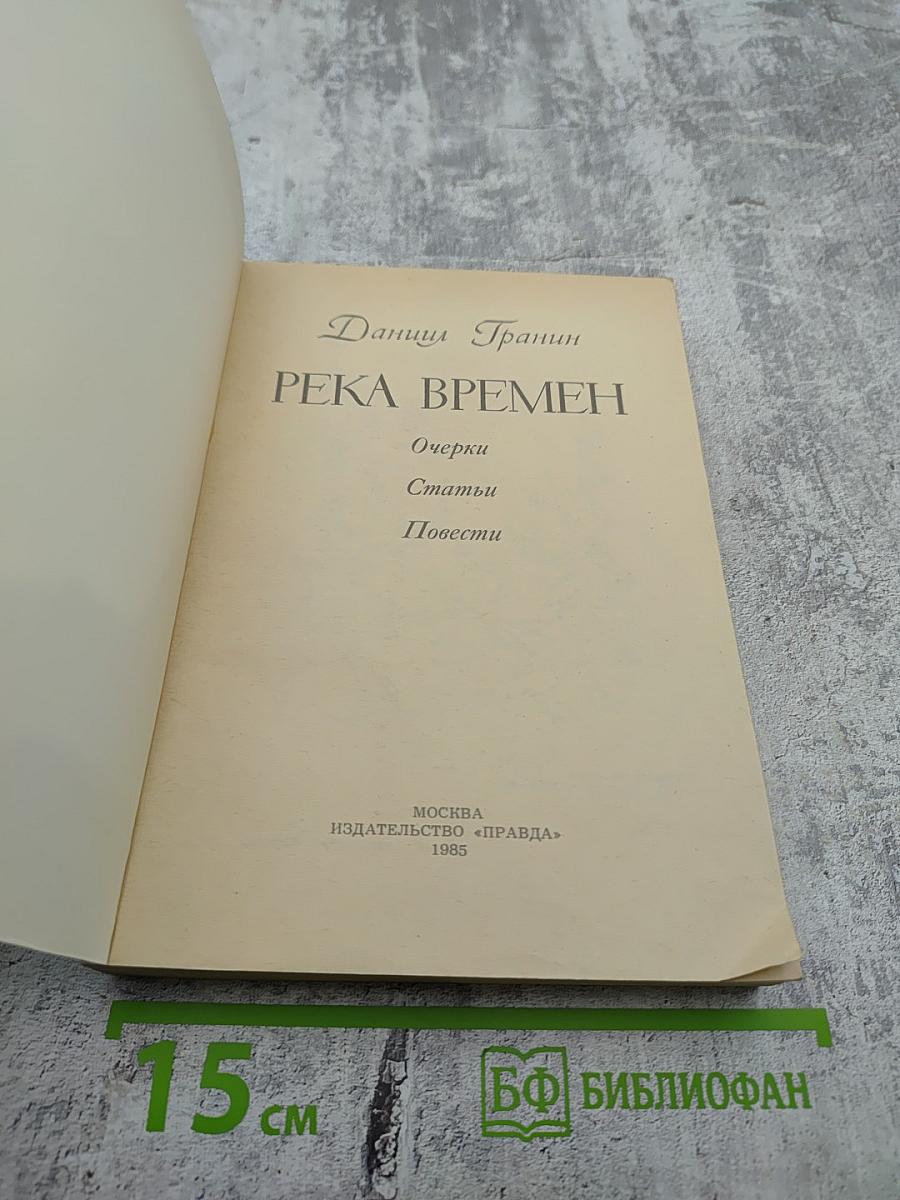 Даниил Гранин
РЕКА ВРЕМЕН
Очерки
Статьи
Повести
МОСКВА
ИЗДАТЕЛЬСТВО «ПРАВДА»
1985
15 см
БФ БИБЛИОФАН